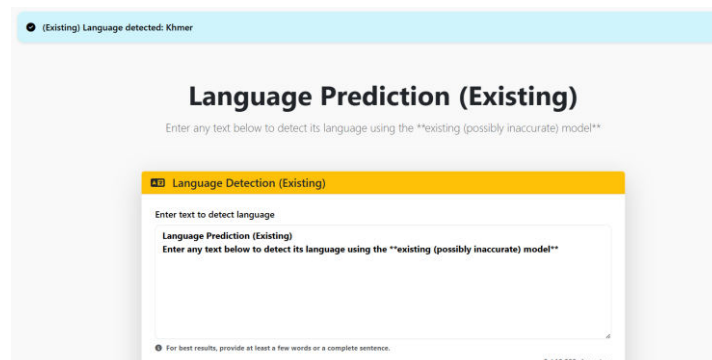 (Existing) Language detected: Khmer
Language Prediction (Existing)
Enter any text below to detect its language using the **existing (possibly inaccurate) model**
Language Detection (Existing)
Enter text to detect language
Language Prediction (Existing)
Enter any text below to detect its language using the **existing (possibly inaccurate) model**
For best results, provide at least a few words or a complete sentence.